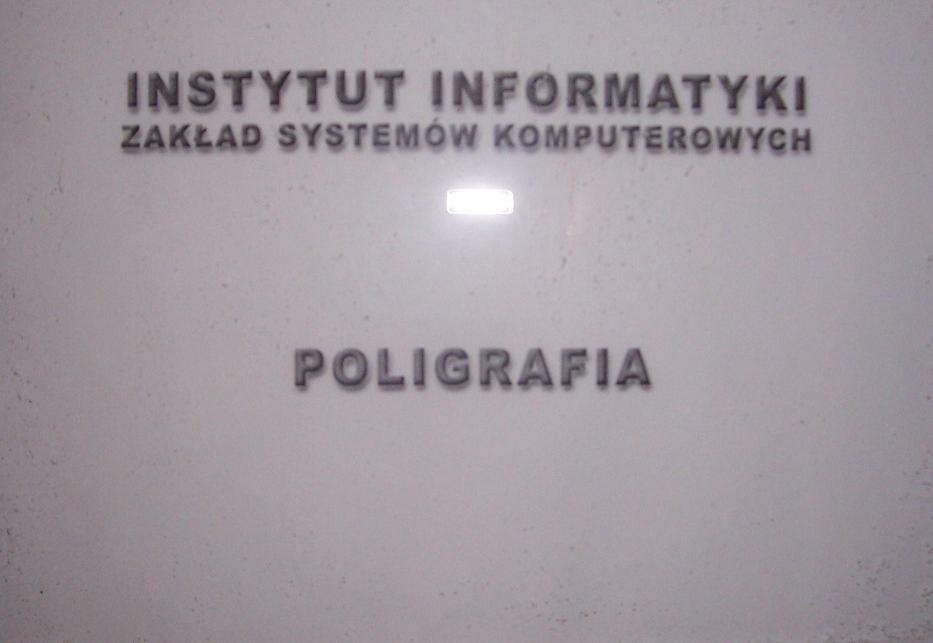 INSTYTUT INFORMATYKI
ZAKŁAD SYSTEMÓW KOMPUTEROWYCH
POLIGRAFIA